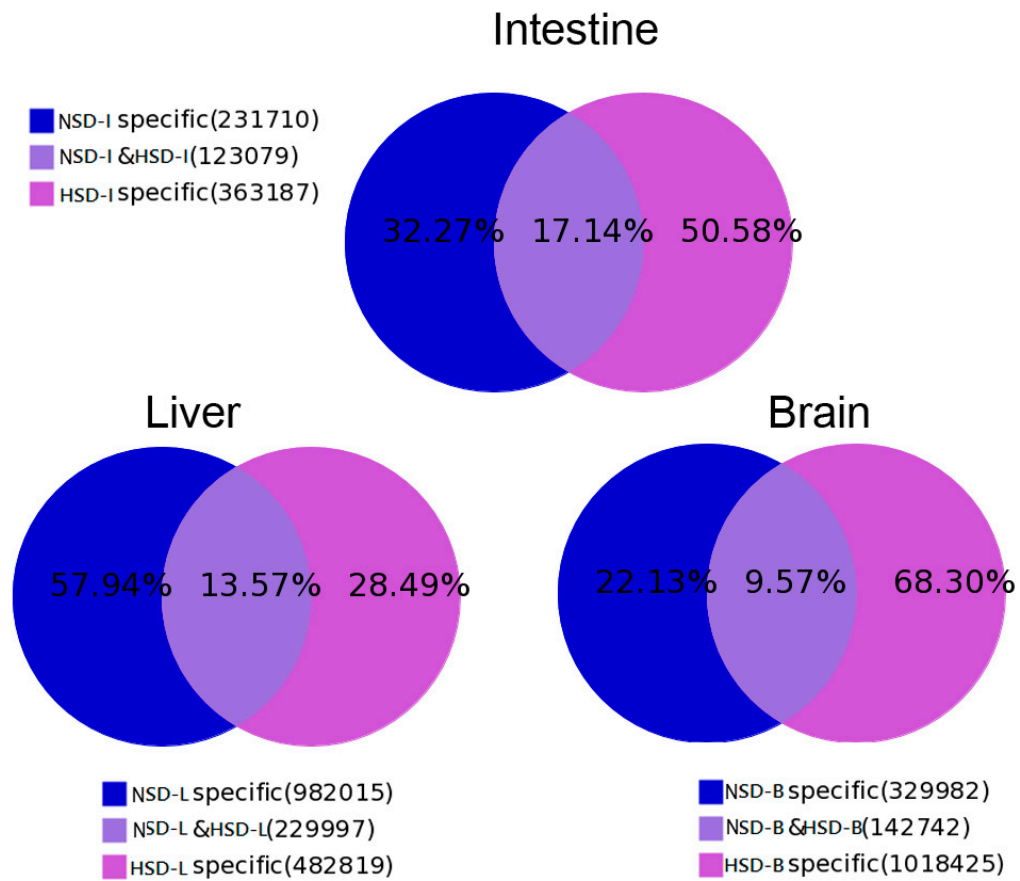 Intestine
NSD-I specific(231710)
NSD-I &HSD-I(123079)
HSD-I specific(363187)
32.27% 17.14% 50.58%
Liver
57.94% 13.57% 28.49%
NSD-L specific(982015)
NSD-L &HSD-L(229997)
HSD-L specific(482819)
Brain
22.13% 9.57% 68.30%
NSD-B specific(329982)
NSD-B &HSD-B(142742)
HSD-B specific(1018425)